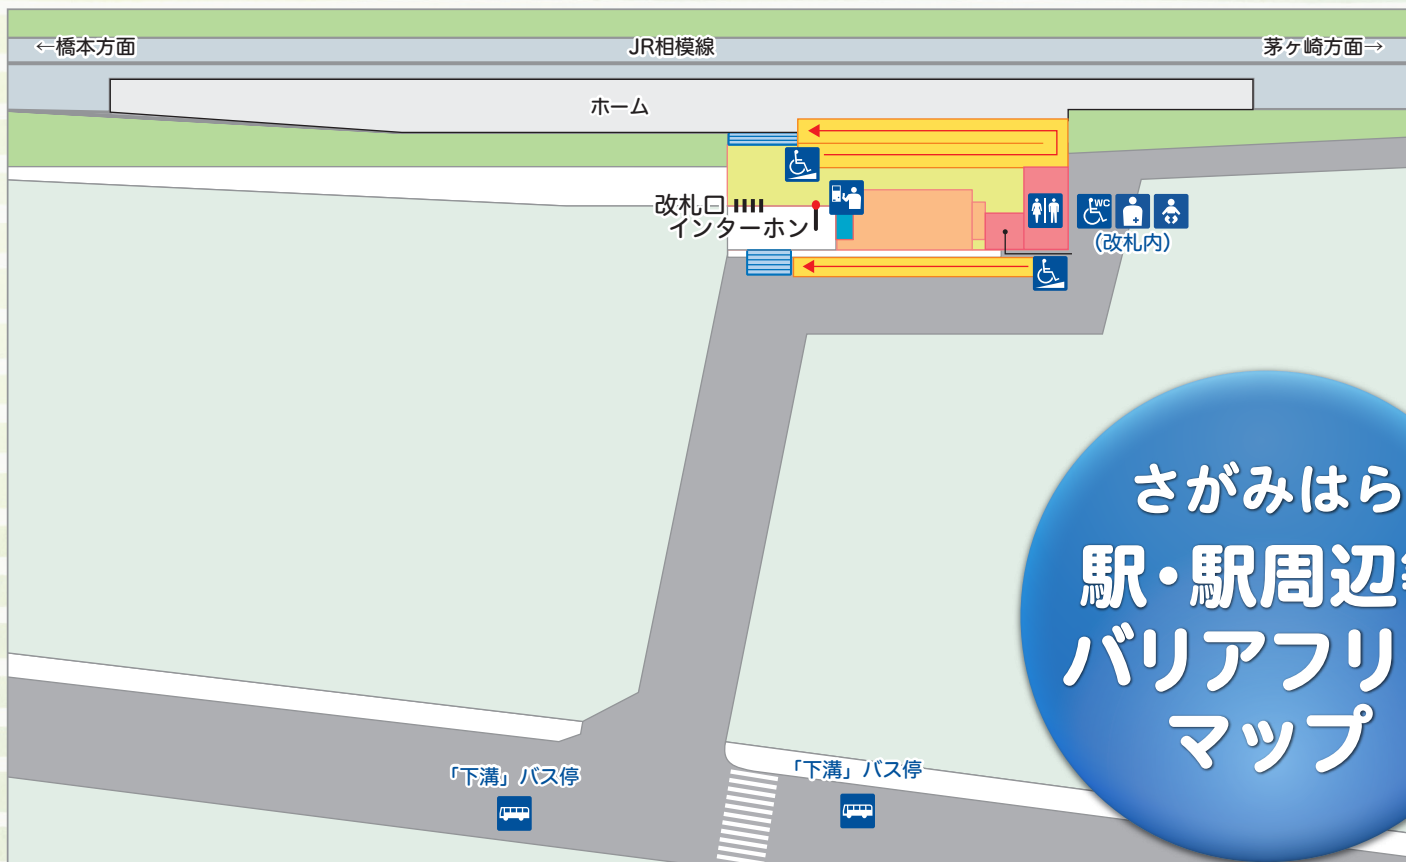 ←橋本方面
JR相模線
茅ヶ崎方面→
ホーム
改札口
インターホン
WC
(改札内)
さがみはら
駅・駅周辺
バリアフリ
マップ
「下溝」バス停
「下溝」バス停